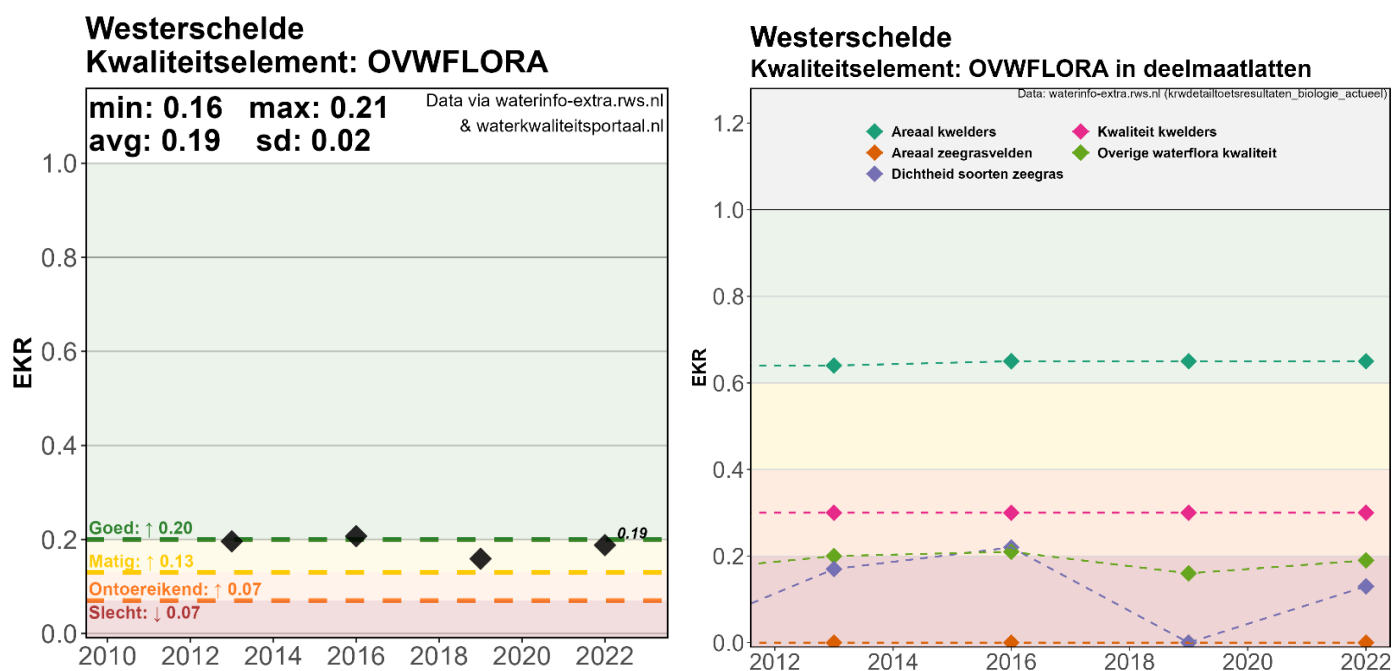 Westerschelde
Kwaliteitselement: OVWFLORA
min: 0.16 max: 0.21
avg: 0.19 sd: 0.02
Data via waterinfo-extra.rws.nl
& waterkwaliteitsportaal.nl
EKR
1.0
0.8
0.6
0.4
0.2
0.0
Goed: ↑ 0.20
Matig: ↑ 0.13
Ontoereikend: ↑ 0.07
Slecht: ↓ 0.07
0.19
2010 2012 2014 2016 2018 2020 2022
Westerschelde
Kwaliteitselement: OVWFLORA in deelmaatlatten
Data: waterinfo-extra.rws.nl (krwdetailtoetsresultaten_biologie_actueel)
Areaal kwelders
Areaal zeegrasvelden
Dichtheid soorten zeegras
Kwaliteit kwelders
Overige waterflora kwaliteit
EKR
1.2
1.0
0.8
0.6
0.4
0.2
0.0
2012 2014 2016 2018 2020 2022